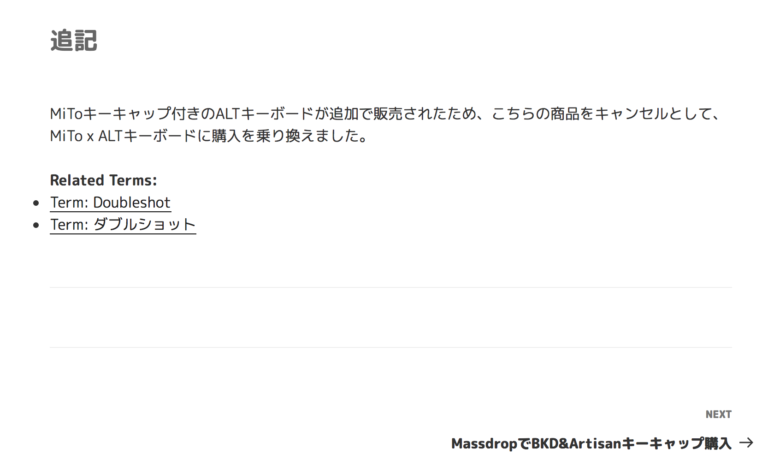 追記
MiToキーキャップ付きのALTキーボードが追加で販売されたため、こちらの商品をキャンセルとして、
MiTo x ALTキーボードに購入を乗り換えました。
Related Terms:
Term: Doubleshot
Term: ダブルショット
NEXT
MassdropでBKD&Artisanキーキャップ購入 →